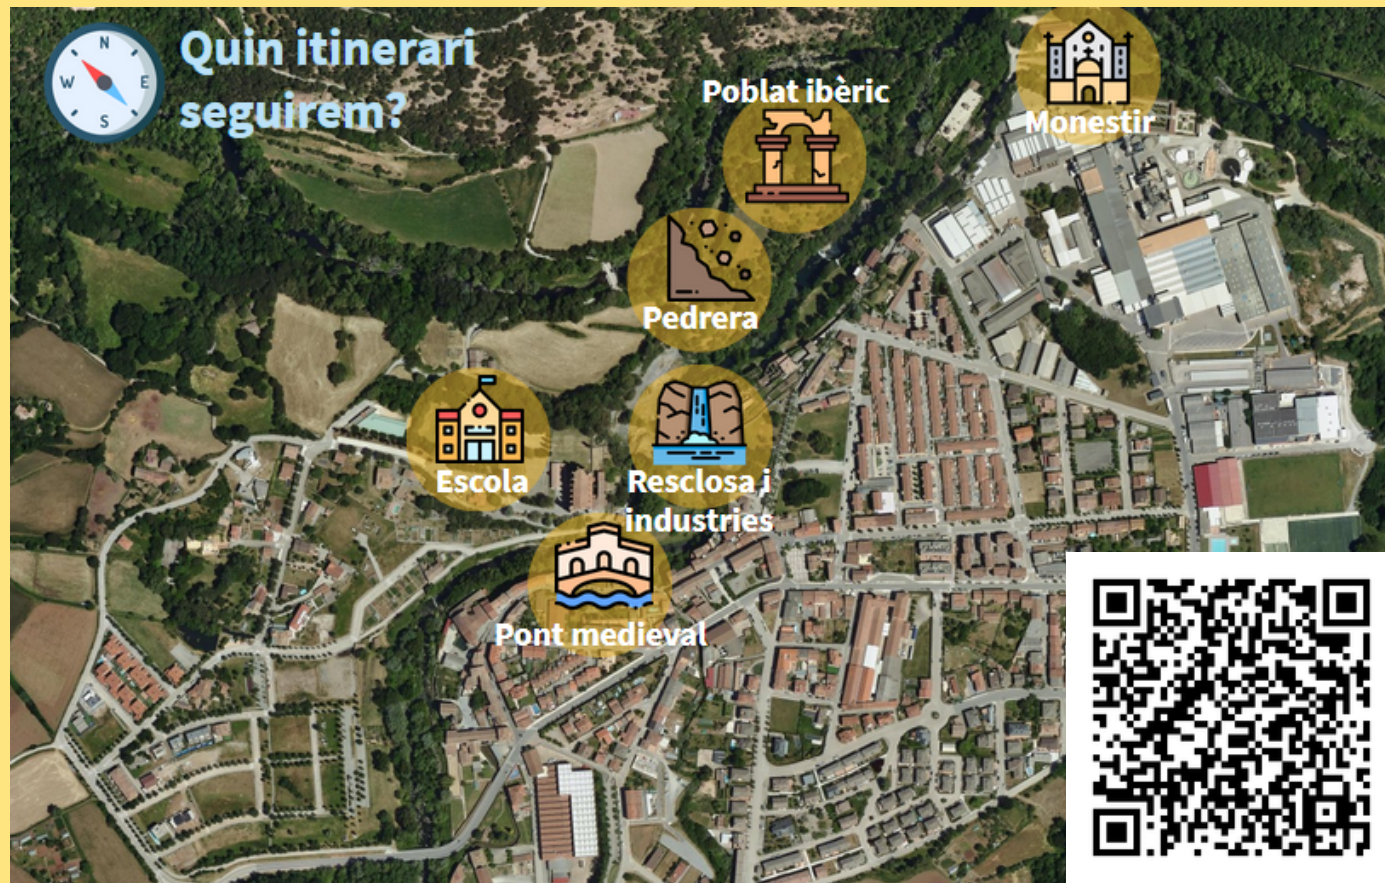 N
W
E
S
Quin itinerari
seguirem?
Poblat ibèric
Monestir
Pedrera
Escola
Resclosa i
industries
Pont medieval